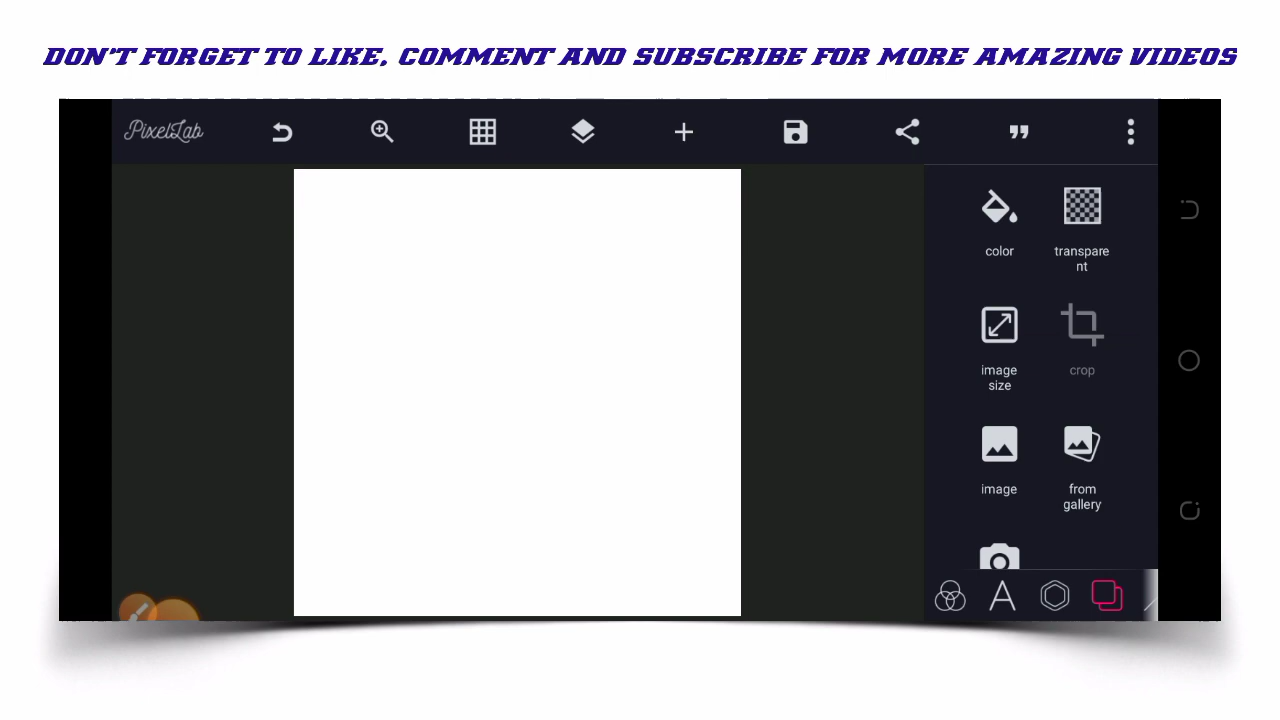 DON'T FORGET TO LIKE, COMMENT AND SUBSCRIBE FOR MORE AMAZING VIDEOS
PixelLab
color
transpare
nt
image
size
crop
image
from
gallery